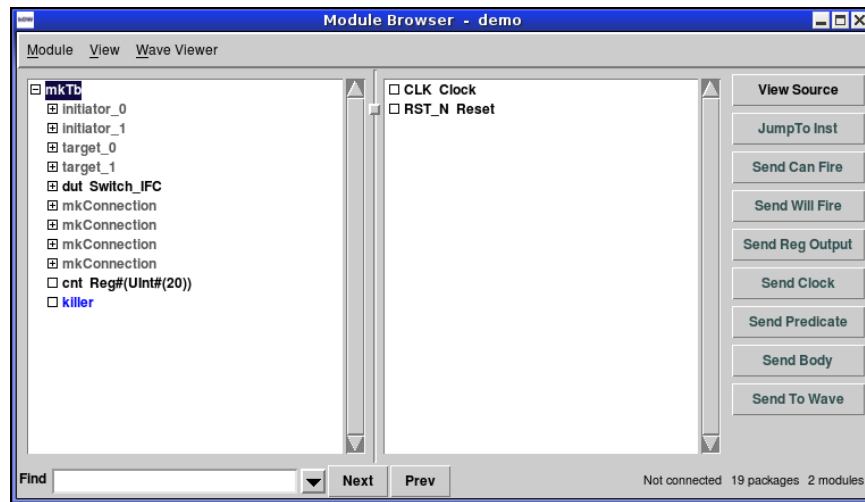 Module Browser - demo
Module View Wave Viewer
mkTb
initiator_0
initiator_1
target_0
target_1
dut Switch_IFC
mkConnection
mkConnection
mkConnection
mkConnection
cnt Reg#(UInt#(20))
killer
CLK Clock
RST_N Reset
View Source
JumpTo Inst
Send Can Fire
Send Will Fire
Send Reg Output
Send Clock
Send Predicate
Send Body
Send To Wave
Find Next Prev Not connected 19 packages 2 modules